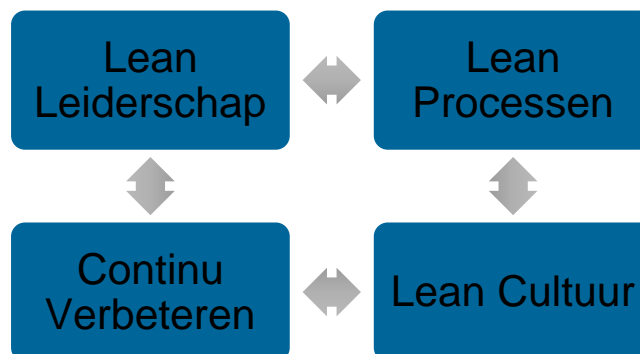 Lean
Leiderschap
Lean
Processen
Continu
Verbeteren
Lean Cultuur